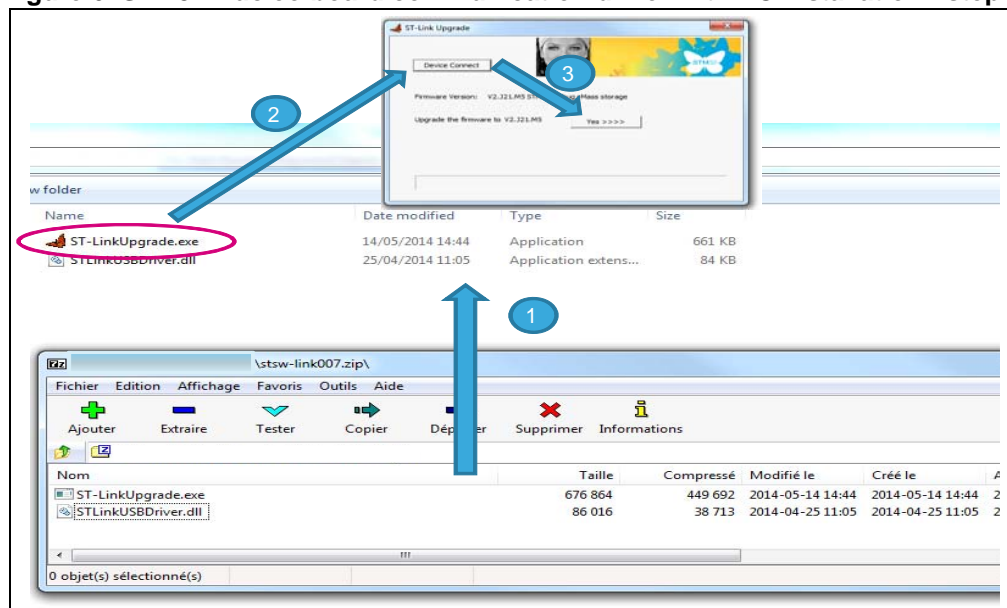 ST-Link Upgrade
Device Connect
3
Firmware Version: V2.J21.M5 Mass storage
2
Upgrade the firmware to V2.J21.M5 Yes >>>>
w folder
Name Date modified Type Size
ST-LinkUpgrade.exe 14/05/2014 14:44 Application 661 KB
STLinkUSBDriver.dll 25/04/2014 11:05 Application extens... 84 KB
1
\stsw-link007.zip\
Fichier Edition Affichage Favoris Outils Aide
Ajouter Extraire Tester Copier Supprimer Informations
Nom Taille Compressé Modifié le Créé le A
ST-LinkUpgrade.exe 676 864 449 692 2014-05-14 14:44 2014-05-14 14:44 2
STLinkUSBDriver.dll 86 016 38 713 2014-04-25 11:05 2014-04-25 11:05 2
0 objet(s) sélectionné(s)